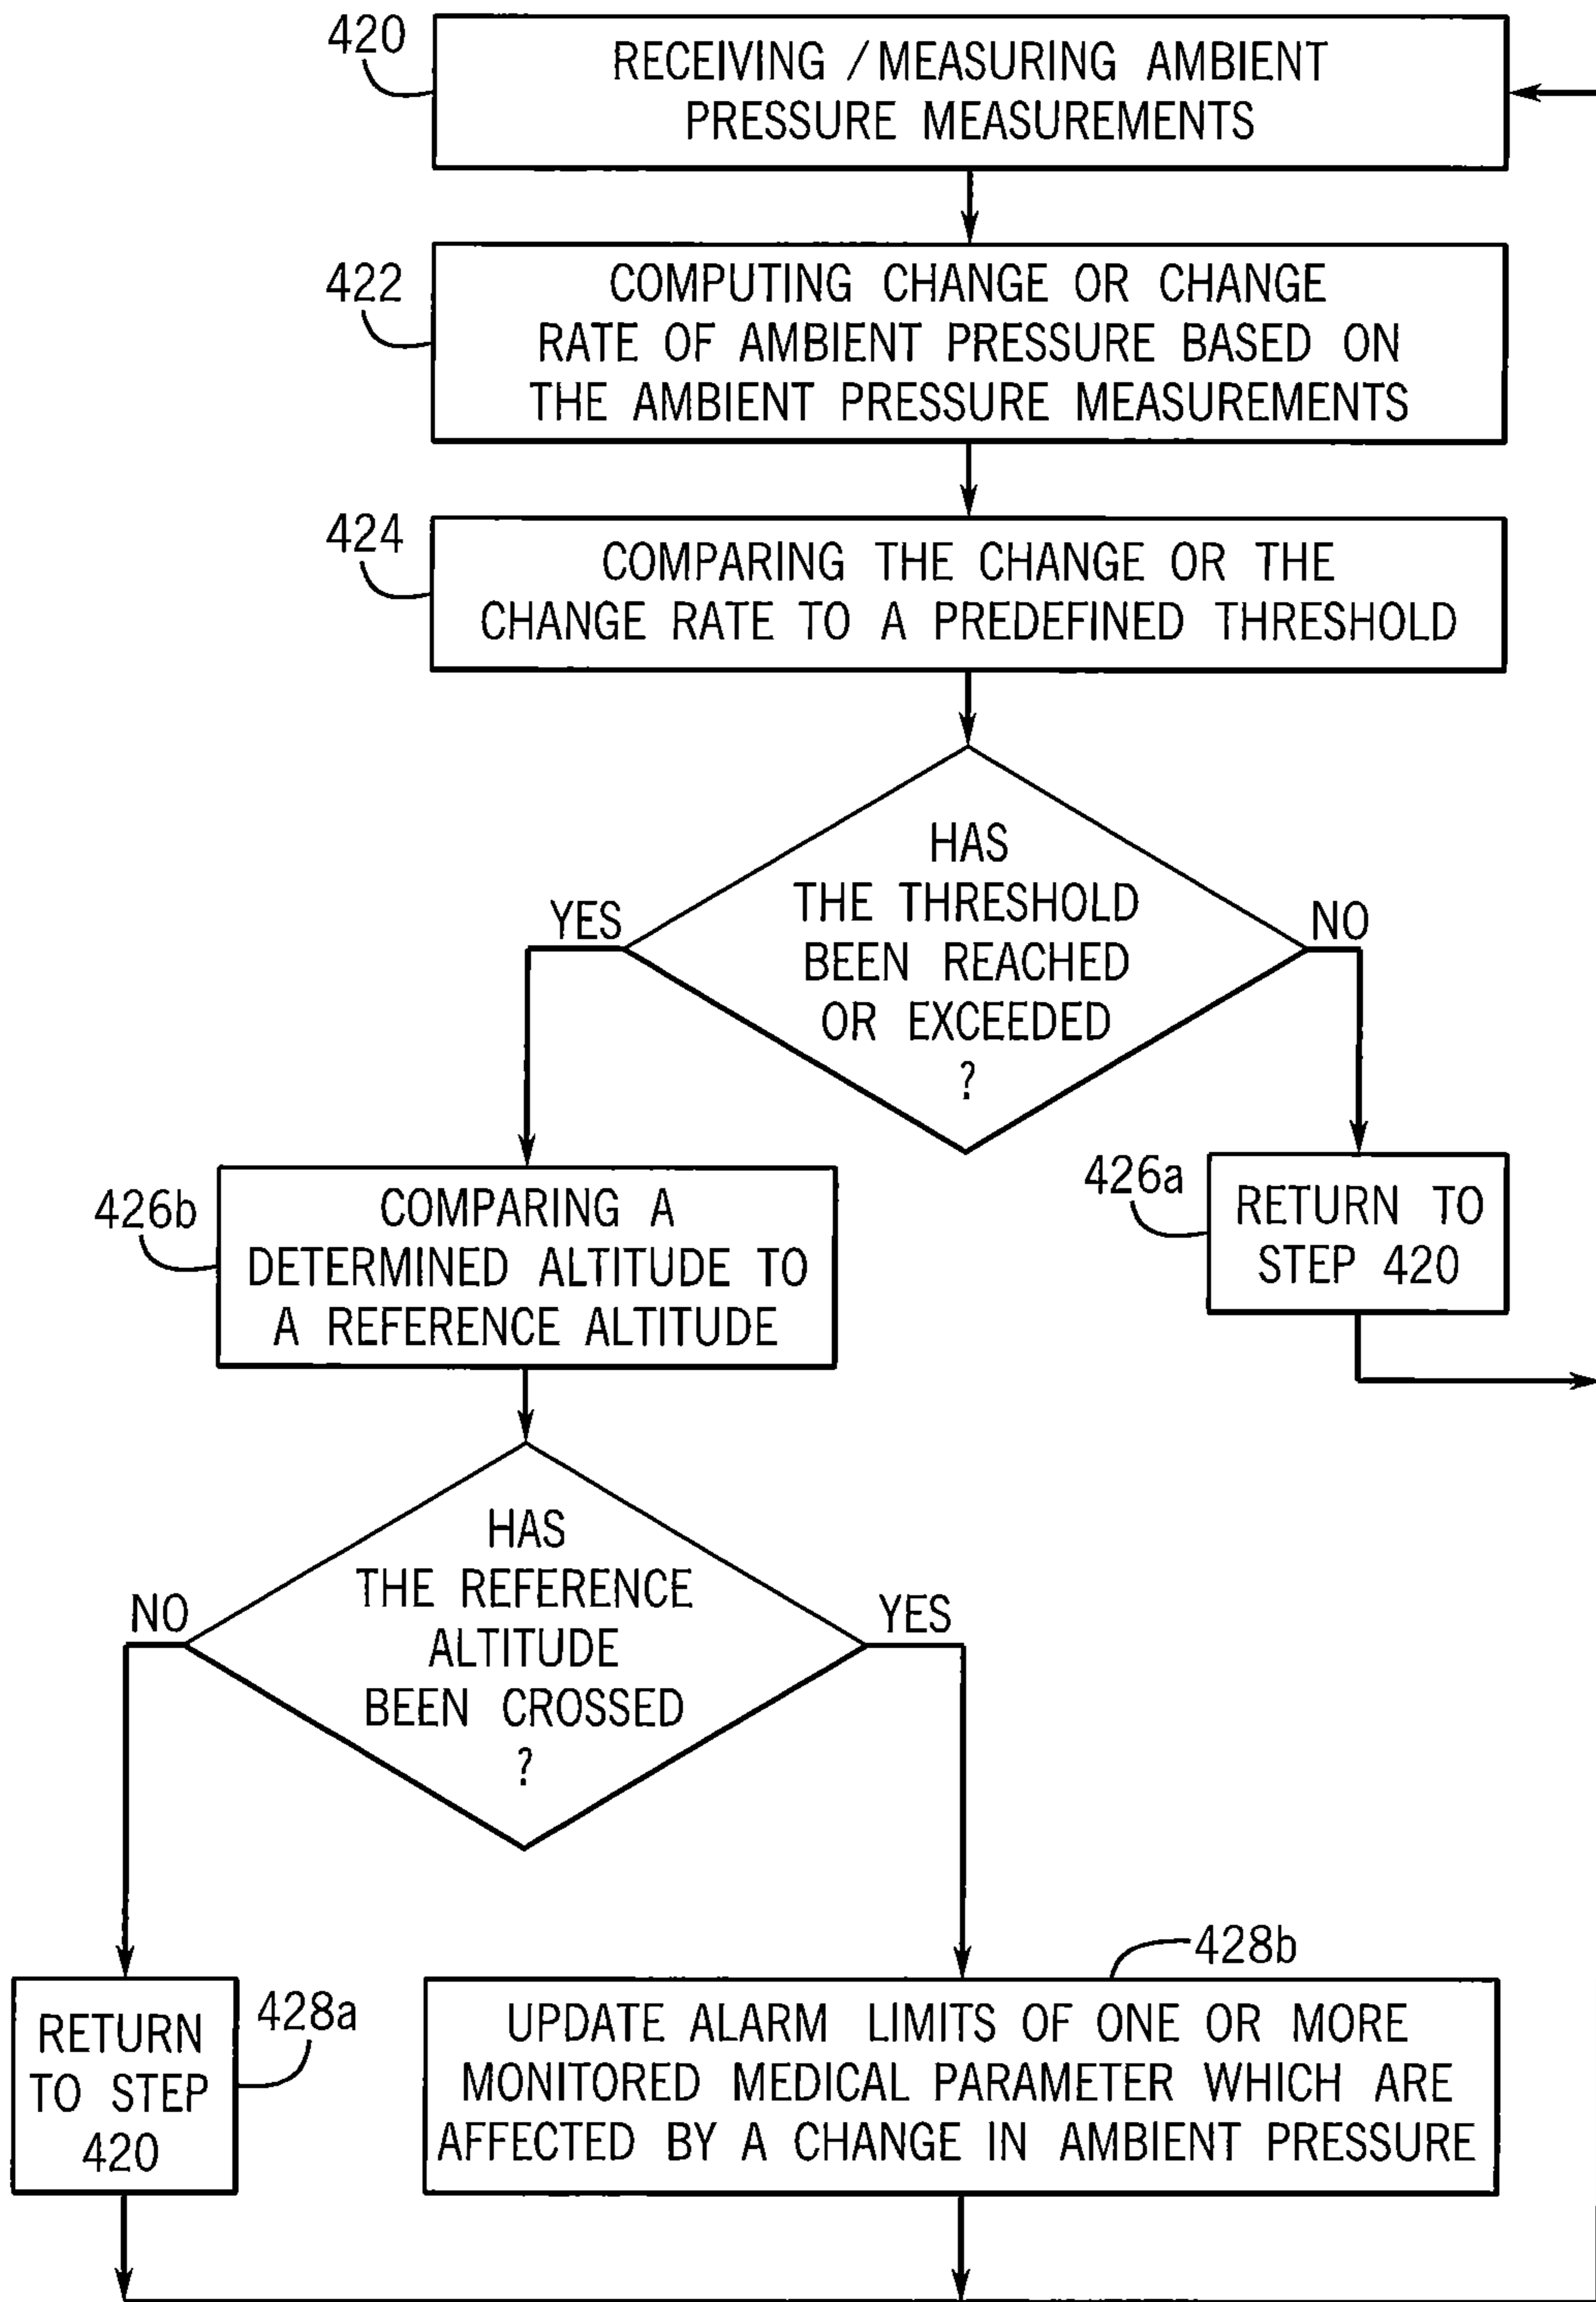 420
RECEIVING / MEASURING AMBIENT
PRESSURE MEASUREMENTS
422
COMPUTING CHANGE OR CHANGE
RATE OF AMBIENT PRESSURE BASED ON
THE AMBIENT PRESSURE MEASUREMENTS
424
COMPARING THE CHANGE OR THE
CHANGE RATE TO A PREDEFINED THRESHOLD
HAS
THE THRESHOLD
BEEN REACHED
OR EXCEEDED
?
YES
NO
426b
COMPARING A
DETERMINED ALTITUDE TO
A REFERENCE ALTITUDE
426a
RETURN TO
STEP 420
HAS
THE REFERENCE
ALTITUDE
BEEN CROSSED
?
NO
YES
RETURN
TO STEP
420
428a
428b
UPDATE ALARM LIMITS OF ONE OR MORE
MONITORED MEDICAL PARAMETER WHICH ARE
AFFECTED BY A CHANGE IN AMBIENT PRESSURE